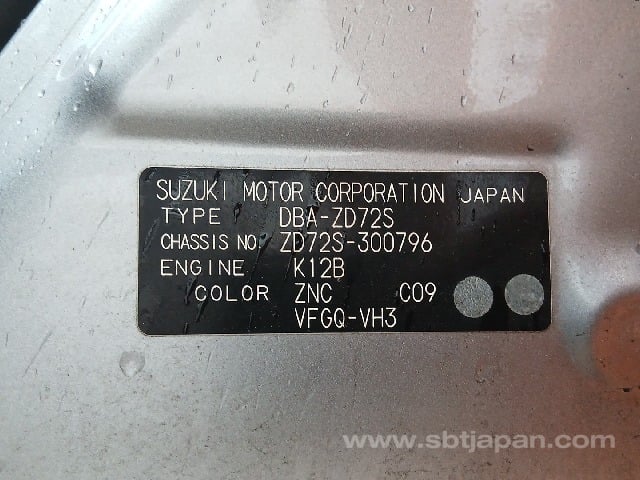 SUZUKI MOTOR CORPORATION JAPAN
TYPE DBA-ZD72S
CHASSIS NO. ZD72S-300796
ENGINE K12B
COLOR ZNC C09
VFGQ-VH3
www.sbtjapan.com